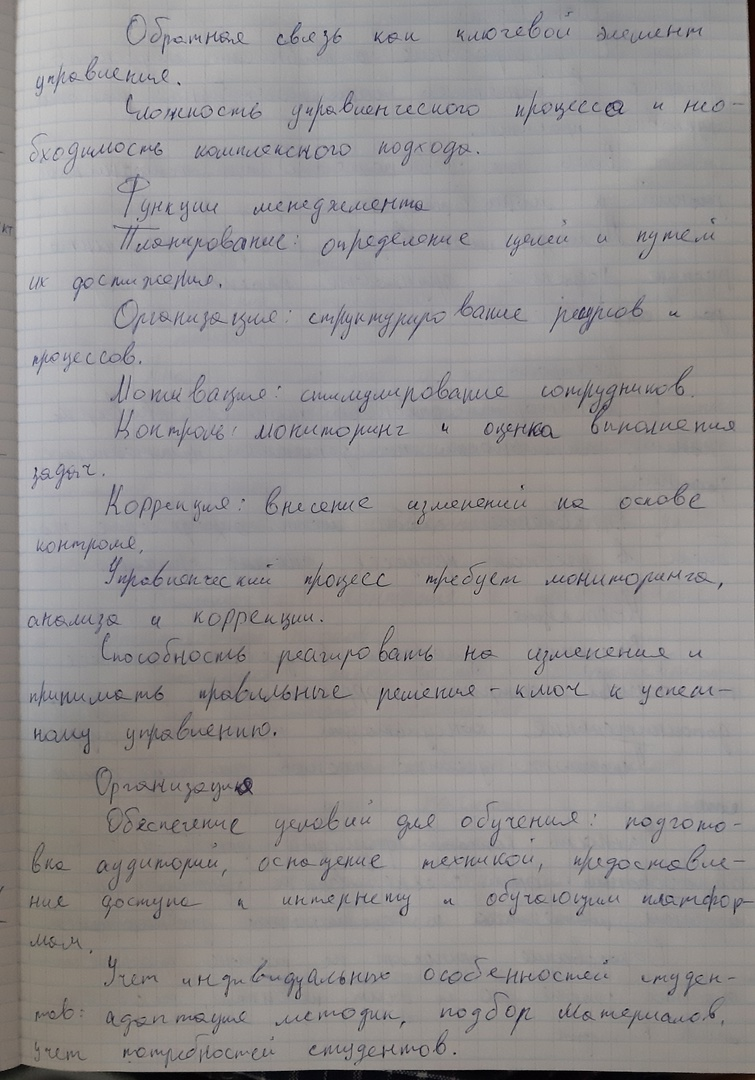 Обратная связь как ключевой элемент
управления.
Сложность управленческого процесса и нео-
бходимость комплексного подхода.
Функции менеджмента
Планирование: определение целей и путей
их достижения.
Организация: структурирование ресурсов и
процессов.
Мотивация: стимулирование сотрудников.
Контроль: мониторинг и оценка выполнения
задач.
Коррекция: внесение изменений на основе
контроля.
Управленческий процесс требует мониторинга,
анализа и коррекции.
Способность реагировать на изменения и
принимать правильные решения - ключ к успеш-
ному управлению.
Организация
Обеспечение условий для обучения: подгото-
вка аудиторий, оснащение техникой, предоставле-
ние доступа к интернету и обучающим платфор-
мам.
Учет индивидуальных особенностей студен-
тов: адаптация методик, подбор материалов,
учет потребностей студентов.